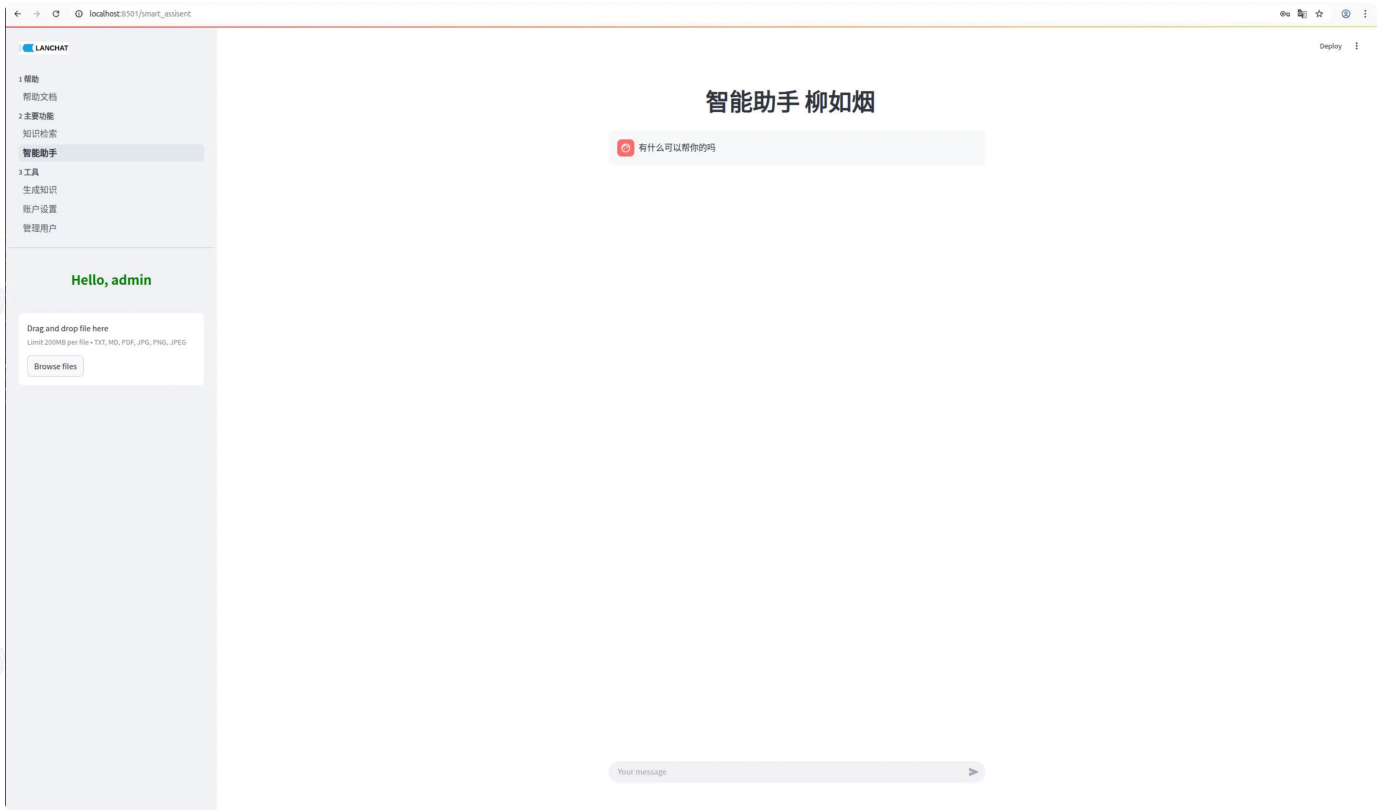 localhost:8501/smart_assisent
LANCHAT
Deploy
1 帮助
帮助文档
2 主要功能
知识检索
智能助手
3 工具
生成知识
账户设置
管理用户
Hello, admin
Drag and drop file here
Limit 200MB per file • TXT, MD, PDF, JPG, PNG, JPEG
Browse files
智能助手 柳如烟
有什么可以帮你的吗
Your message